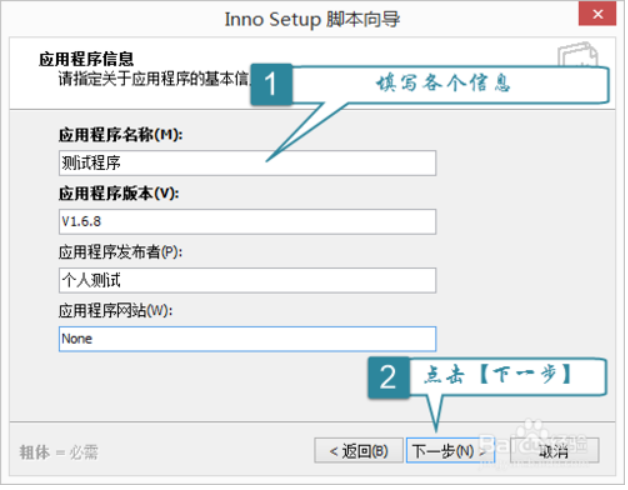 Inno Setup 脚本向导
应用程序信息
请指定关于应用程序的基本信
1
填写各个信息
应用程序名称(M):
测试程序
应用程序版本(V):
V1.6.8
应用程序发布者(P):
个人测试
应用程序网站(W):
None
2
点击【下一步】
粗体 = 必需
< 返回(B)
下一步(N) >
取消